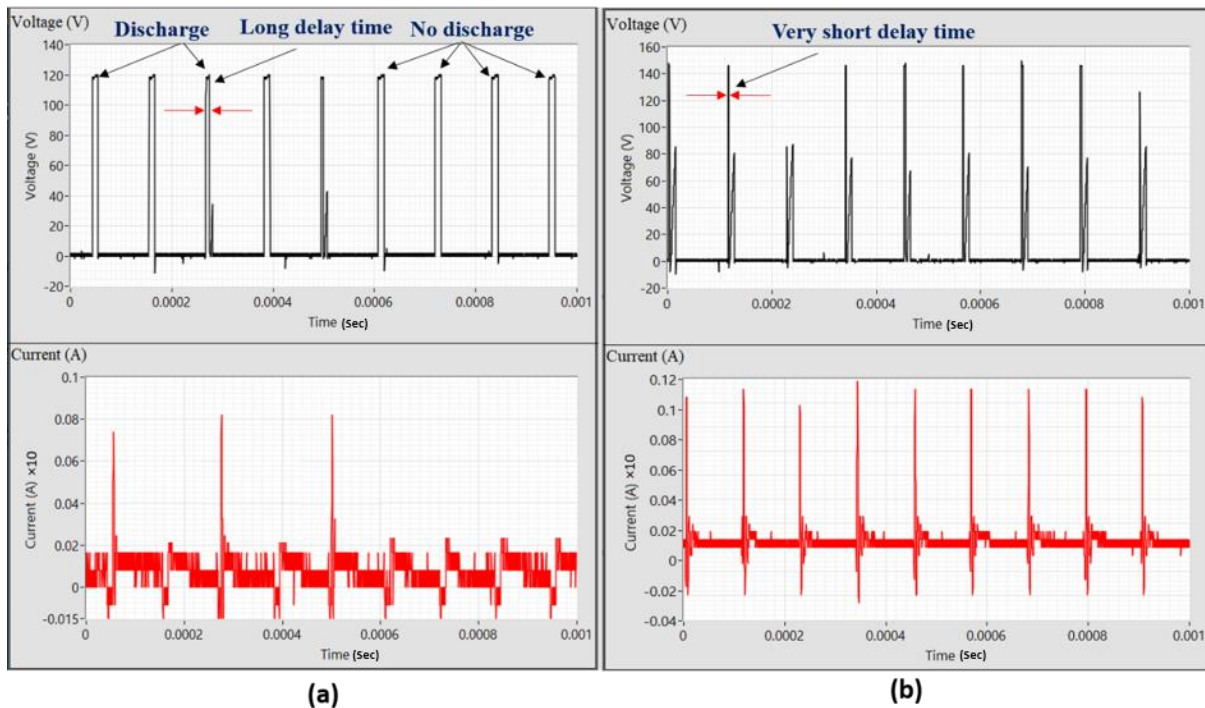 Voltage (V)
Discharge Long delay time No discharge
140
120
100
80
60
40
20
0
-20
Voltage (V)
0 0.0002 0.0004 0.0006 0.0008 0.001
Time (Sec)
Current (A)
0.1
0.08
0.06
0.04
0.02
0
-0.015
Current (A) ×10
0 0.0002 0.0004 0.0006 0.0008 0.001
Time (Sec)
(a)
Voltage (V)
Very short delay time
160
140
120
100
80
60
40
20
0
-20
Voltage (V)
0 0.0002 0.0004 0.0006 0.0008 0.001
Time (Sec)
Current (A)
0.12
0.1
0.08
0.06
0.04
0.02
0
-0.02
-0.04
Current (A) ×10
0 0.0002 0.0004 0.0006 0.0008 0.001
Time (Sec)
(b)